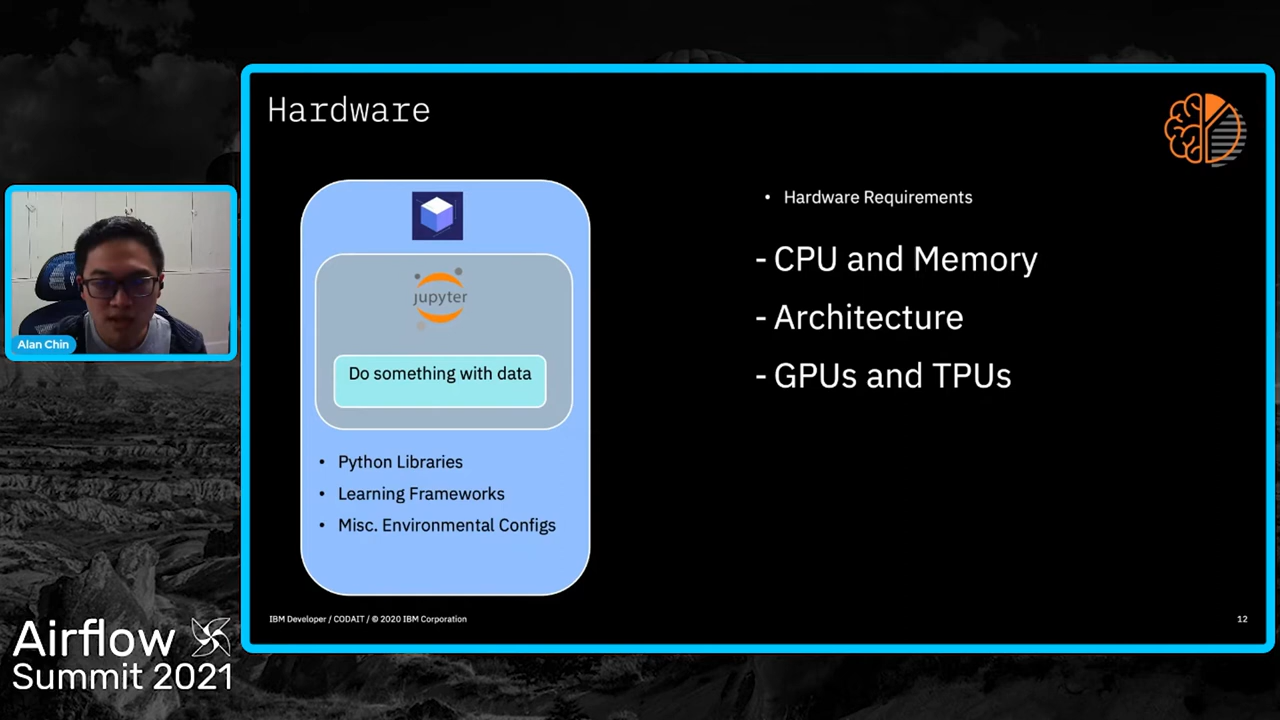 Hardware
jupyter
Do something with data
• Python Libraries
• Learning Frameworks
• Misc. Environmental Configs
• Hardware Requirements
- CPU and Memory
- Architecture
- GPUs and TPUs
IBM Developer / CODAIT / © 2020 IBM Corporation
12
Alan Chin
Airflow
Summit 2021